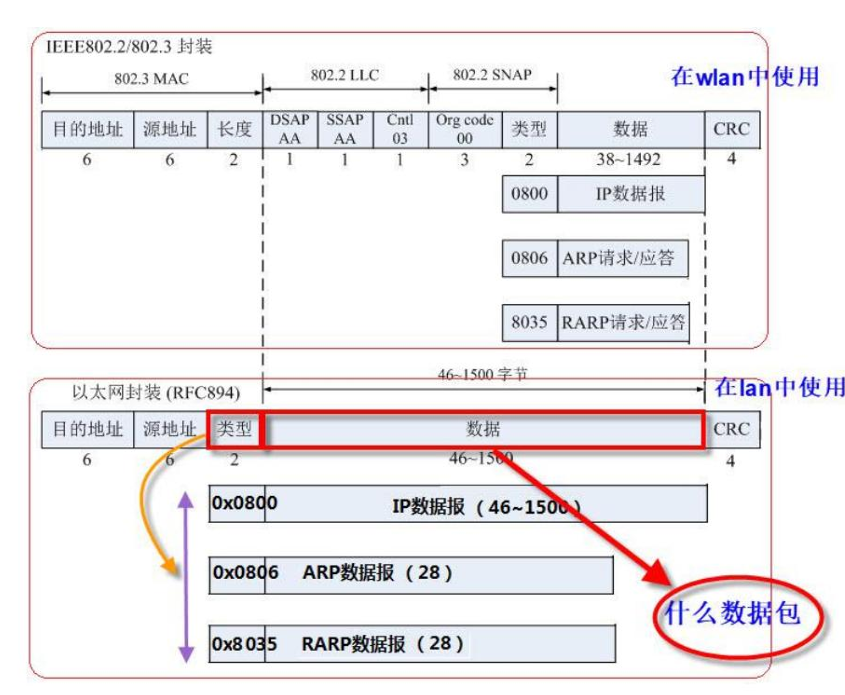 IEEE802.2/802.3 封装
802.3 MAC 802.2 LLC 802.2 SNAP 在wlan中使用
目的地址 源地址 长度 DSAP AA SSAP AA Cntl 03 Org code 00 类型 数据 CRC
6 6 2 1 1 1 3 2 38~1492 4
0800 IP数据报
0806 ARP请求/应答
8035 RARP请求/应答
46~1500 字节
以太网封装 (RFC894) 在lan中使用
目的地址 源地址 类型 数据 CRC
6 6 2 46~1500 4
0x0800 IP数据报（46~1500）
0x0806 ARP数据报（28）
什么数据包
0x8035 RARP数据报（28）